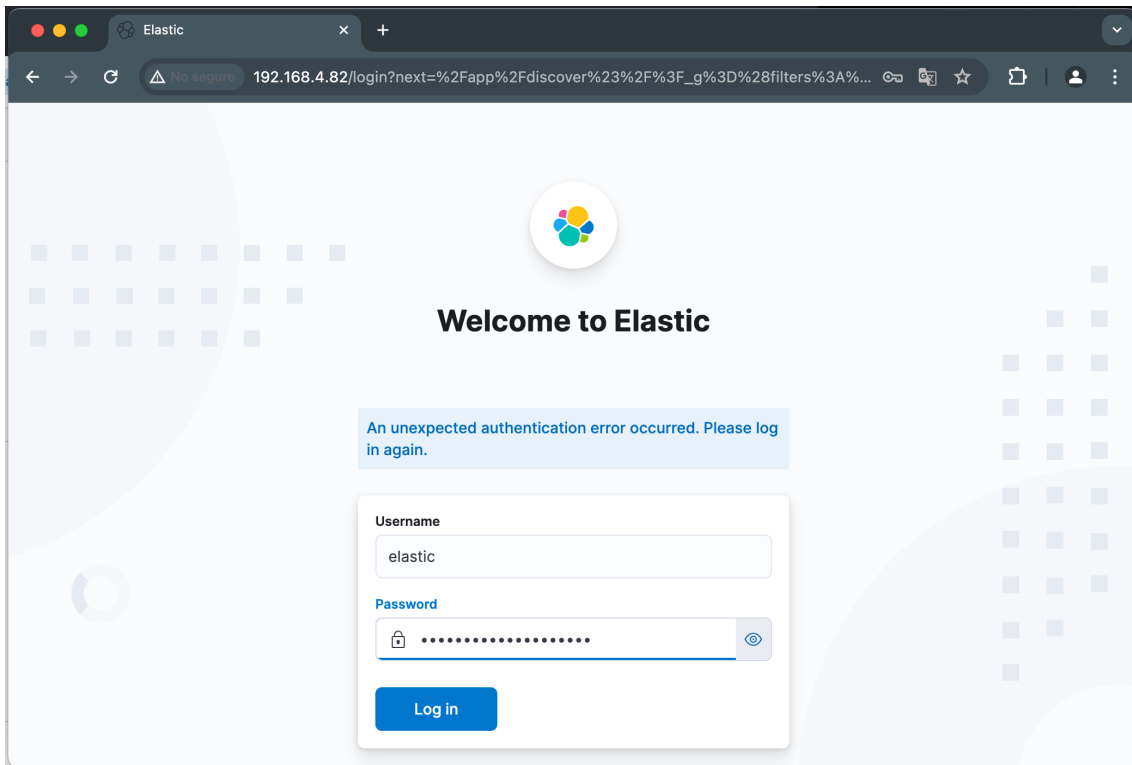 Elastic
No seguro 192.168.4.82/login?next=%2Fapp%2Fdiscover%23%2F%3F_g%3D%28filters%3A%...
Welcome to Elastic
An unexpected authentication error occurred. Please log
in again.
Username
elastic
Password
Log in